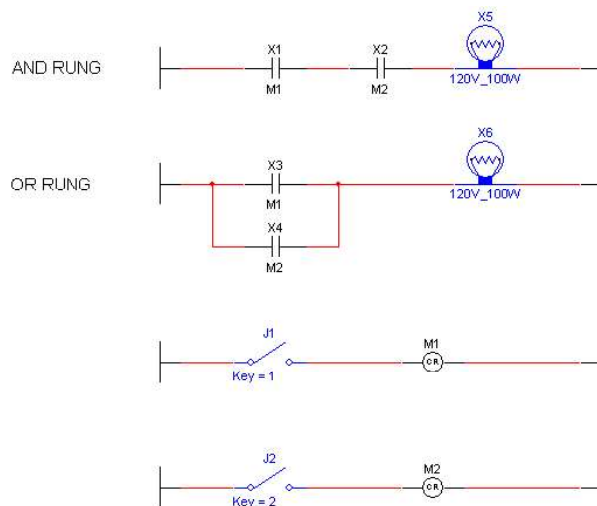 X5
X1
X2
AND RUNG
M1
M2
120V_100W
X6
X3
OR RUNG
M1
120V_100W
X4
M2
J1
M1
CR
Key = 1
J2
M2
CR
Key = 2